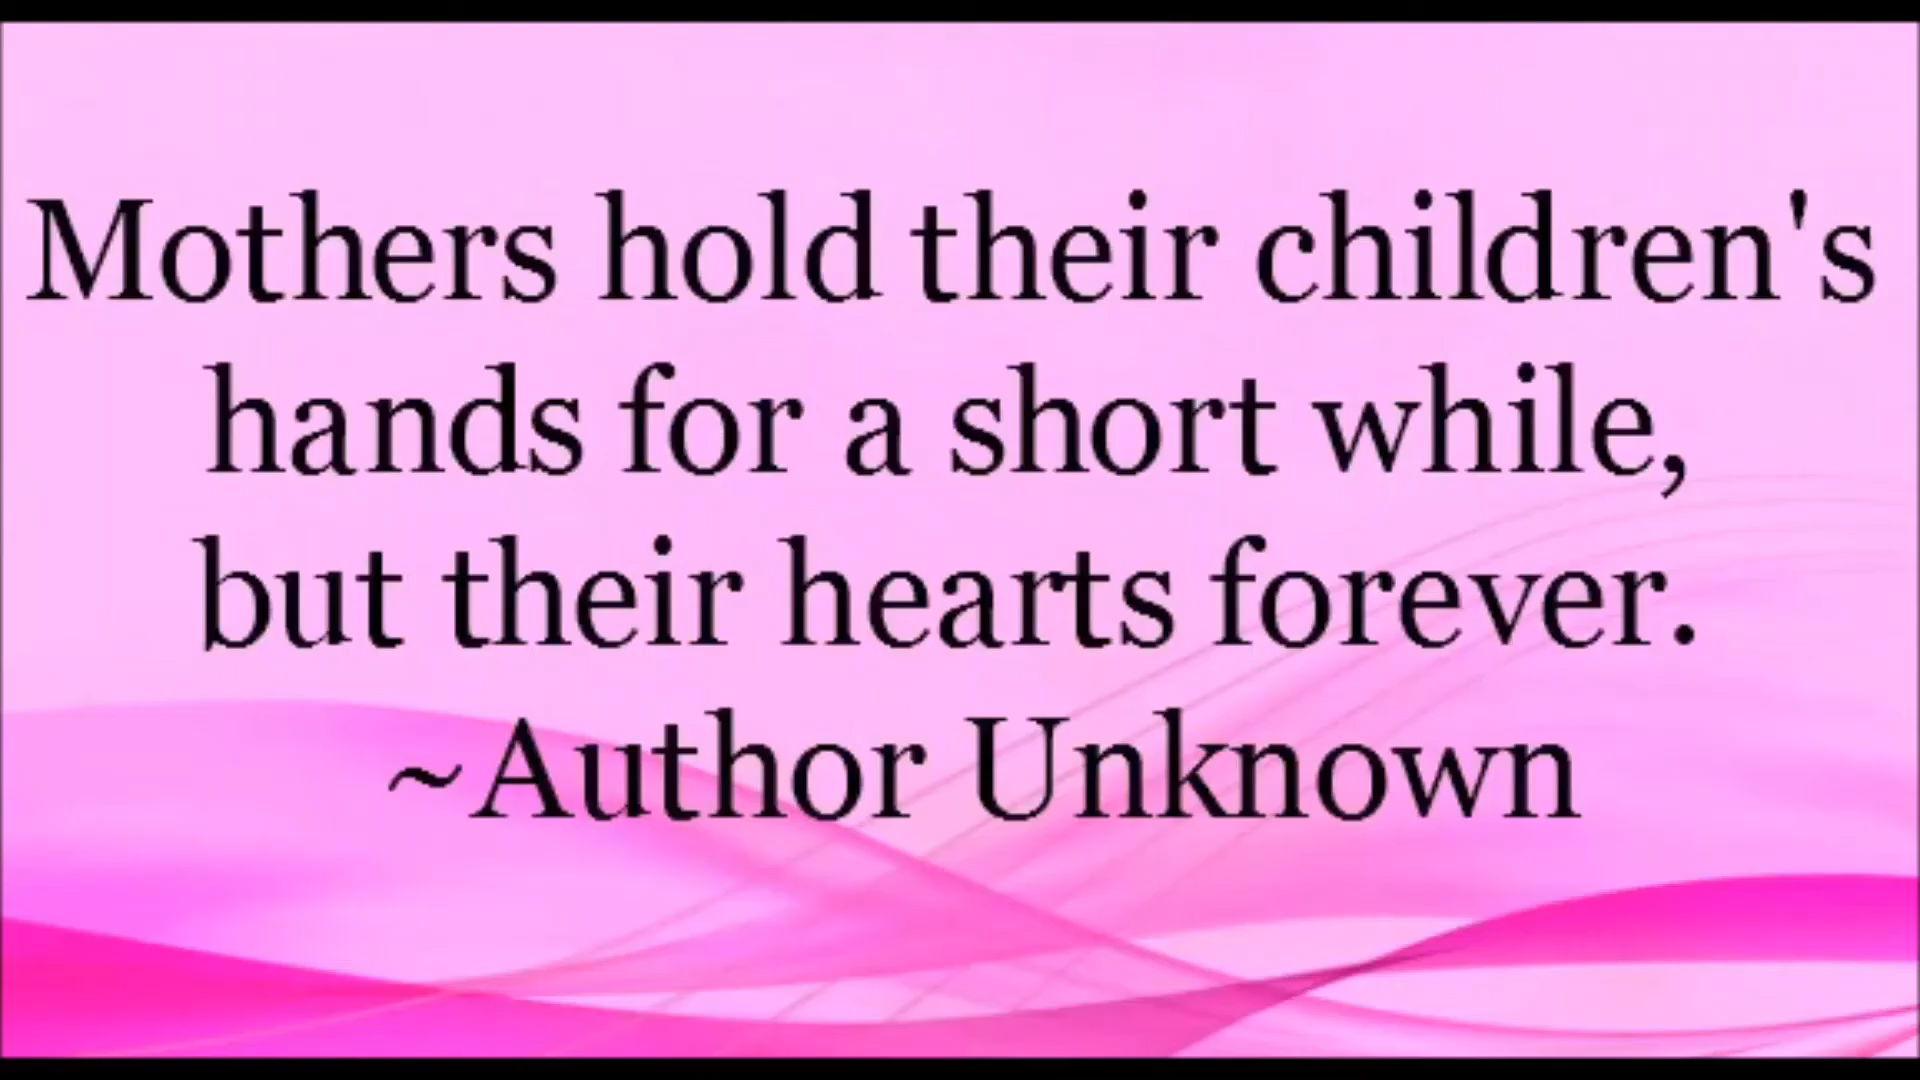 Mothers hold their children's
hands for a short while,
but their hearts forever.
~Author Unknown